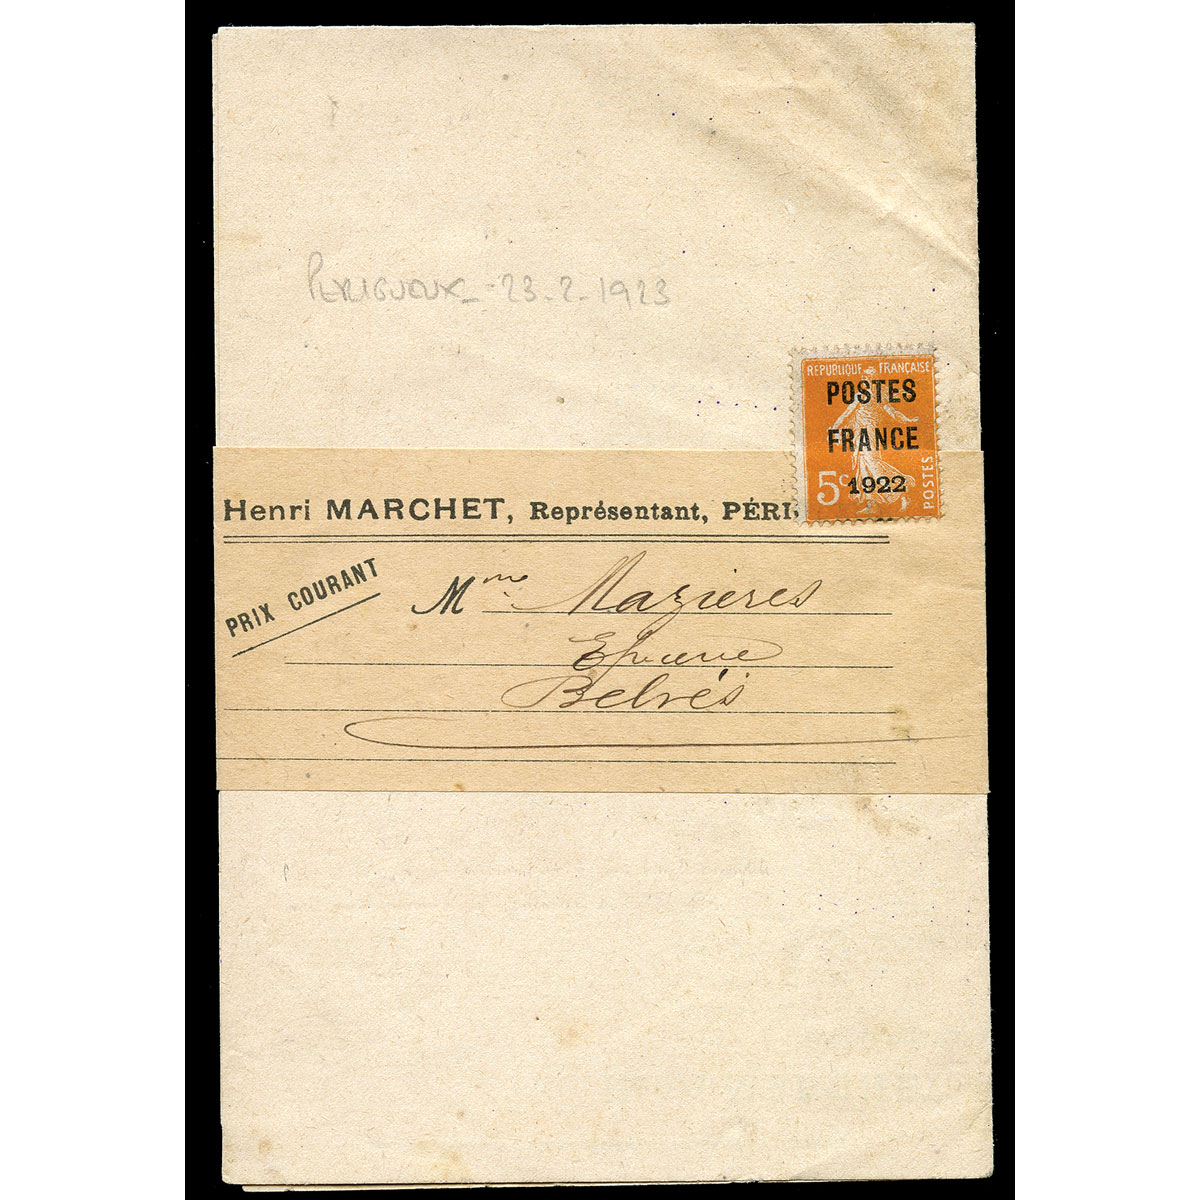 PERIGUEUX - 23-2-1923
REPUBLIQUE FRANÇAISE
POSTES
FRANCE
5c 1922
POSTES
Henri MARCHET, Représentant, PÉRI
PRIX COURANT
Mme Mazières
Epicerie
Belvès